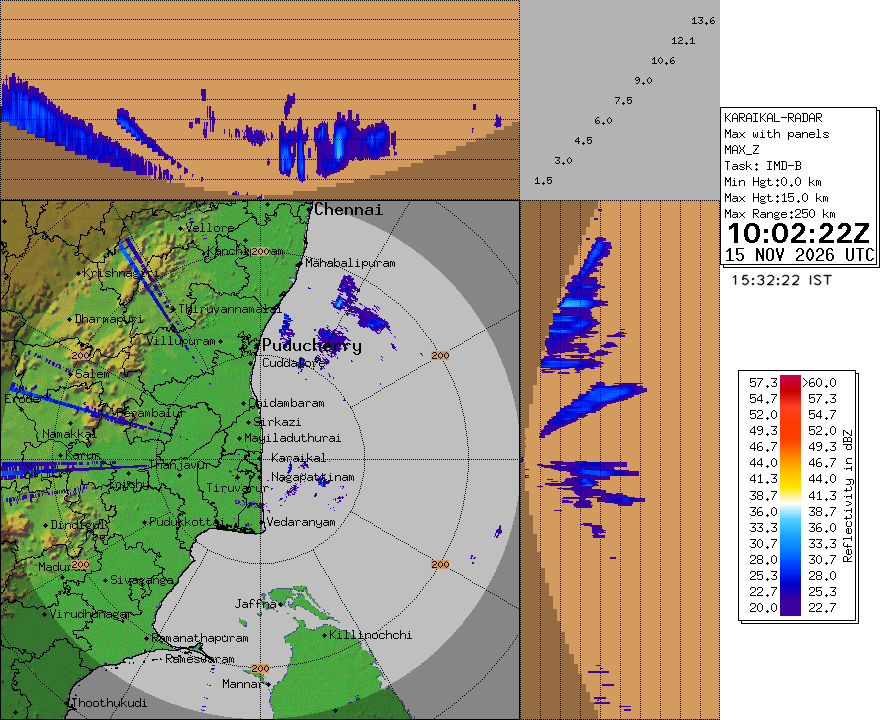 13.6
12.1
10.6
9.0
7.5
6.0
4.5
3.0
1.5
KARAIKAL-RADAR
Max with panels
MAX_Z
Task: IMD-B
Min Hgt:0.0 km
Max Hgt:15.0 km
Max Range:250 km
10:02:22Z
15 NOV 2026 UTC
15:32:22 IST
Chennai
Vellore
200
Mahabalipuram
Krishnagiri
Thiruvannamalai
Dharmapuri
Villupuram
Puducherry
200
200
Cuddalore
Salem
Erode
Chidambaram
Perambalur
Sirkazi
Namakkal
Mayiladuthurai
Karur
Karaikal
Thanjavur
Nagapattinam
Tiruvarur
Dindigul
Pudukkottai
Vedaranyam
200
200
Madurai
Sivaganga
Jaffna
Virudhunagar
Ramanathapuram
Killinochchi
Rameswaram
200
Mannar
Thoothukudi
57.3 >60.0
54.7 57.3
52.0 54.7
49.3 52.0
46.7 49.3
44.0 46.7
41.3 44.0
38.7 41.3
36.0 38.7
33.3 36.0
30.7 33.3
28.0 30.7
25.3 28.0
22.7 25.3
20.0 22.7
Reflectivity in dBZ